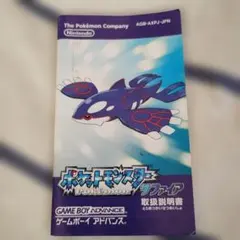 The Pokémon Company
AGB-AXPJ-JPN
Nintendo
ポケットモンスター
サファイア
取扱説明書
GAME BOY ADVANCE
ゲームボーイ アドバンス